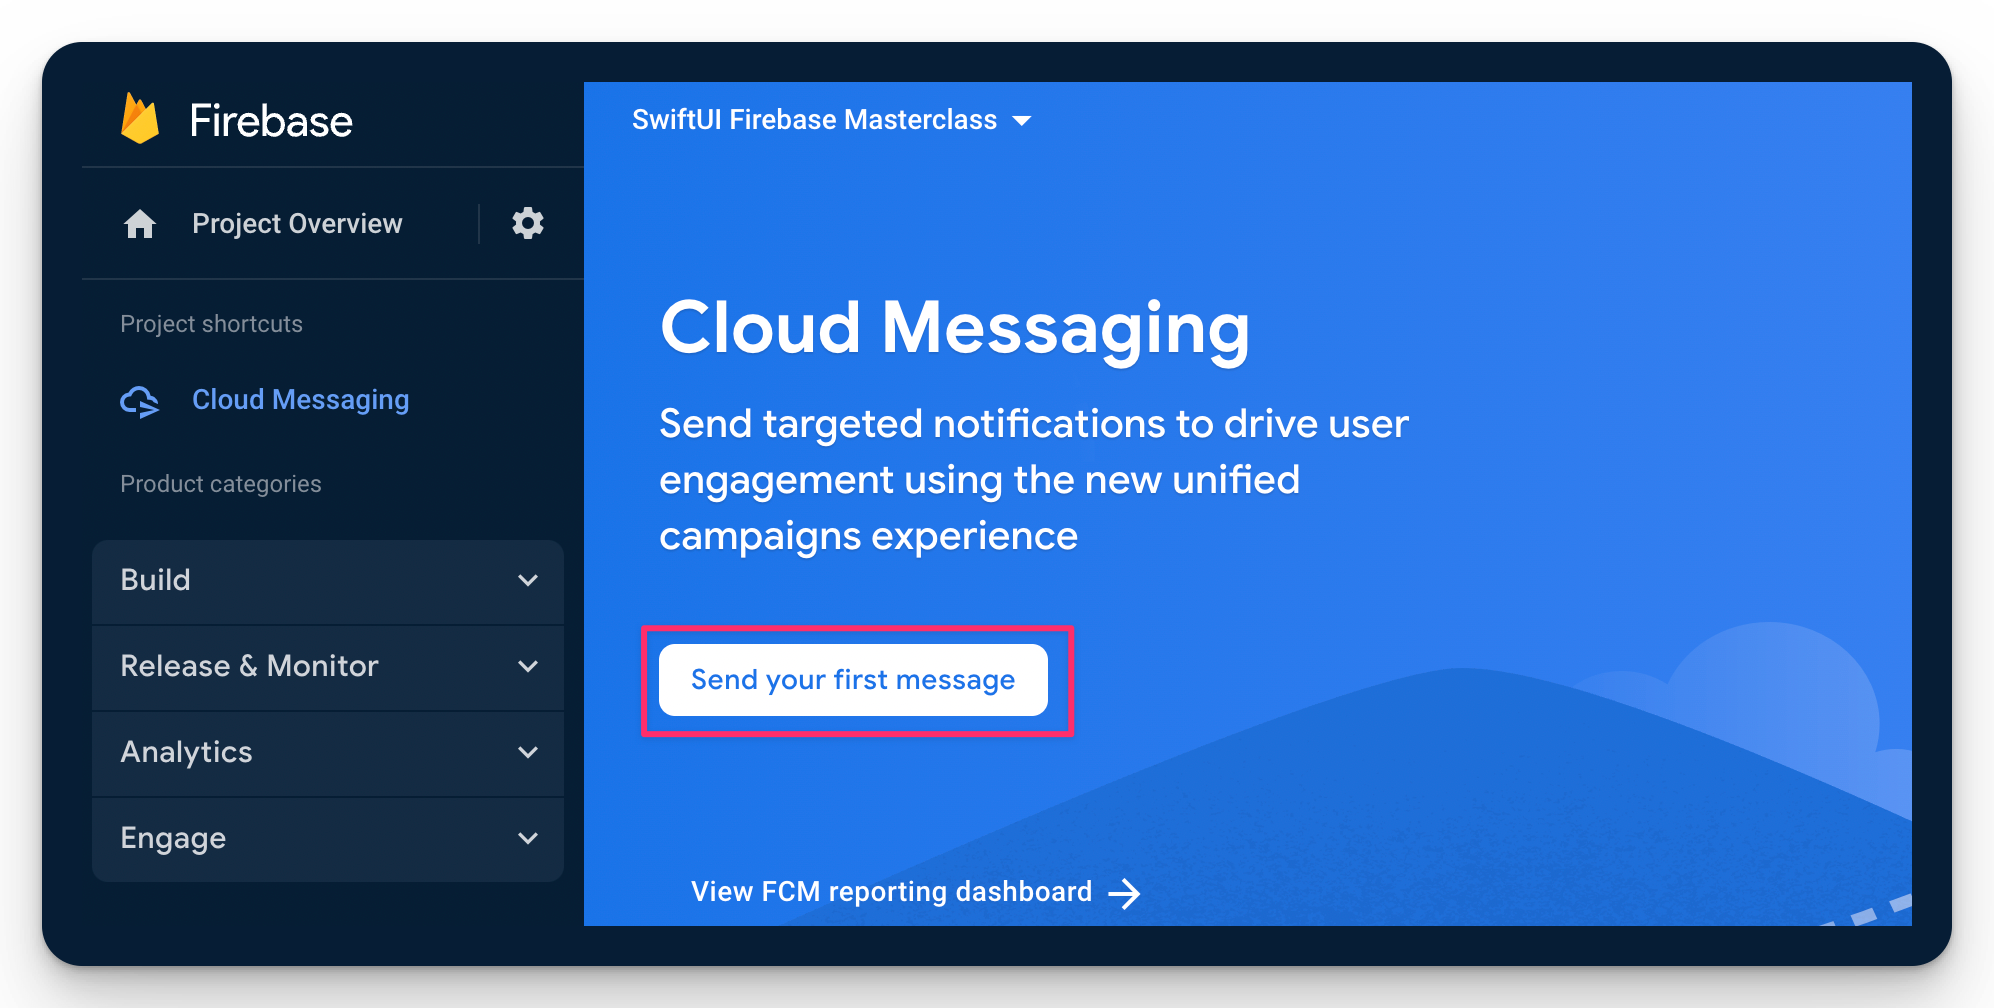 Firebase
Project Overview
Project shortcuts
Cloud Messaging
Product categories
Build
Release & Monitor
Analytics
Engage
SwiftUI Firebase Masterclass
Cloud Messaging
Send targeted notifications to drive user
engagement using the new unified
campaigns experience
Send your first message
View FCM reporting dashboard